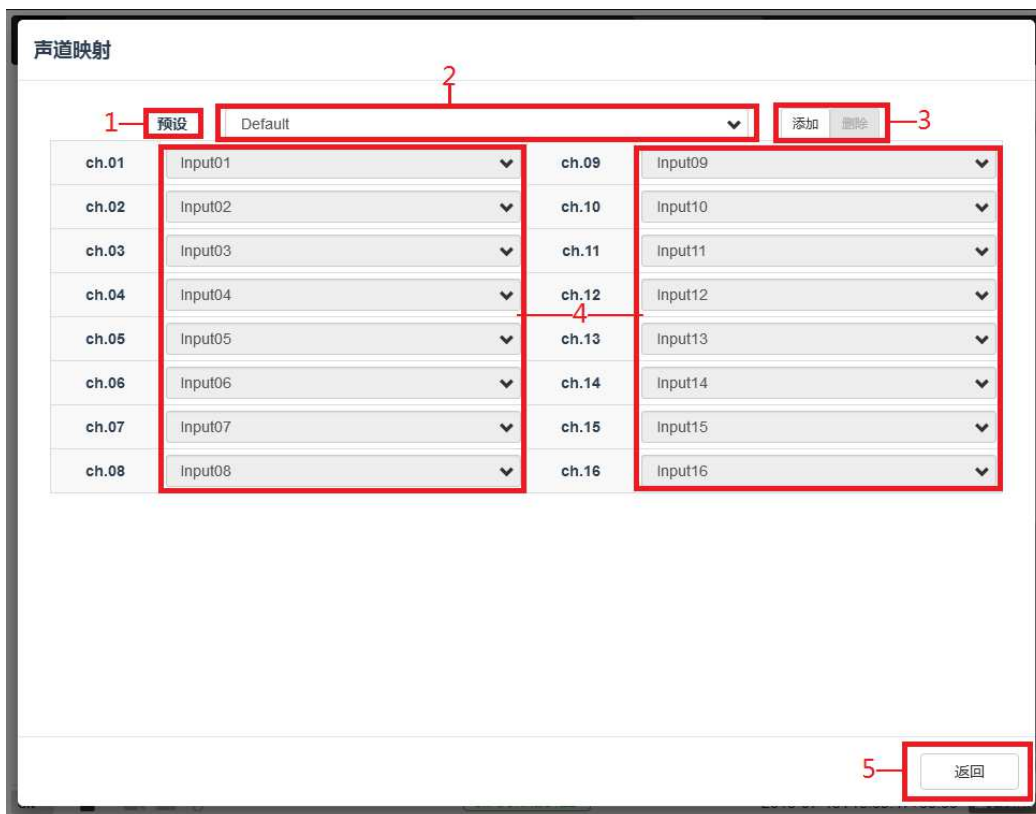 声道映射
2
1 预设 Default 添加 删除 3
ch.01 Input01 ch.09 Input09
ch.02 Input02 ch.10 Input10
ch.03 Input03 ch.11 Input11
ch.04 Input04 ch.12 Input12
4
ch.05 Input05 ch.13 Input13
ch.06 Input06 ch.14 Input14
ch.07 Input07 ch.15 Input15
ch.08 Input08 ch.16 Input16
5 返回